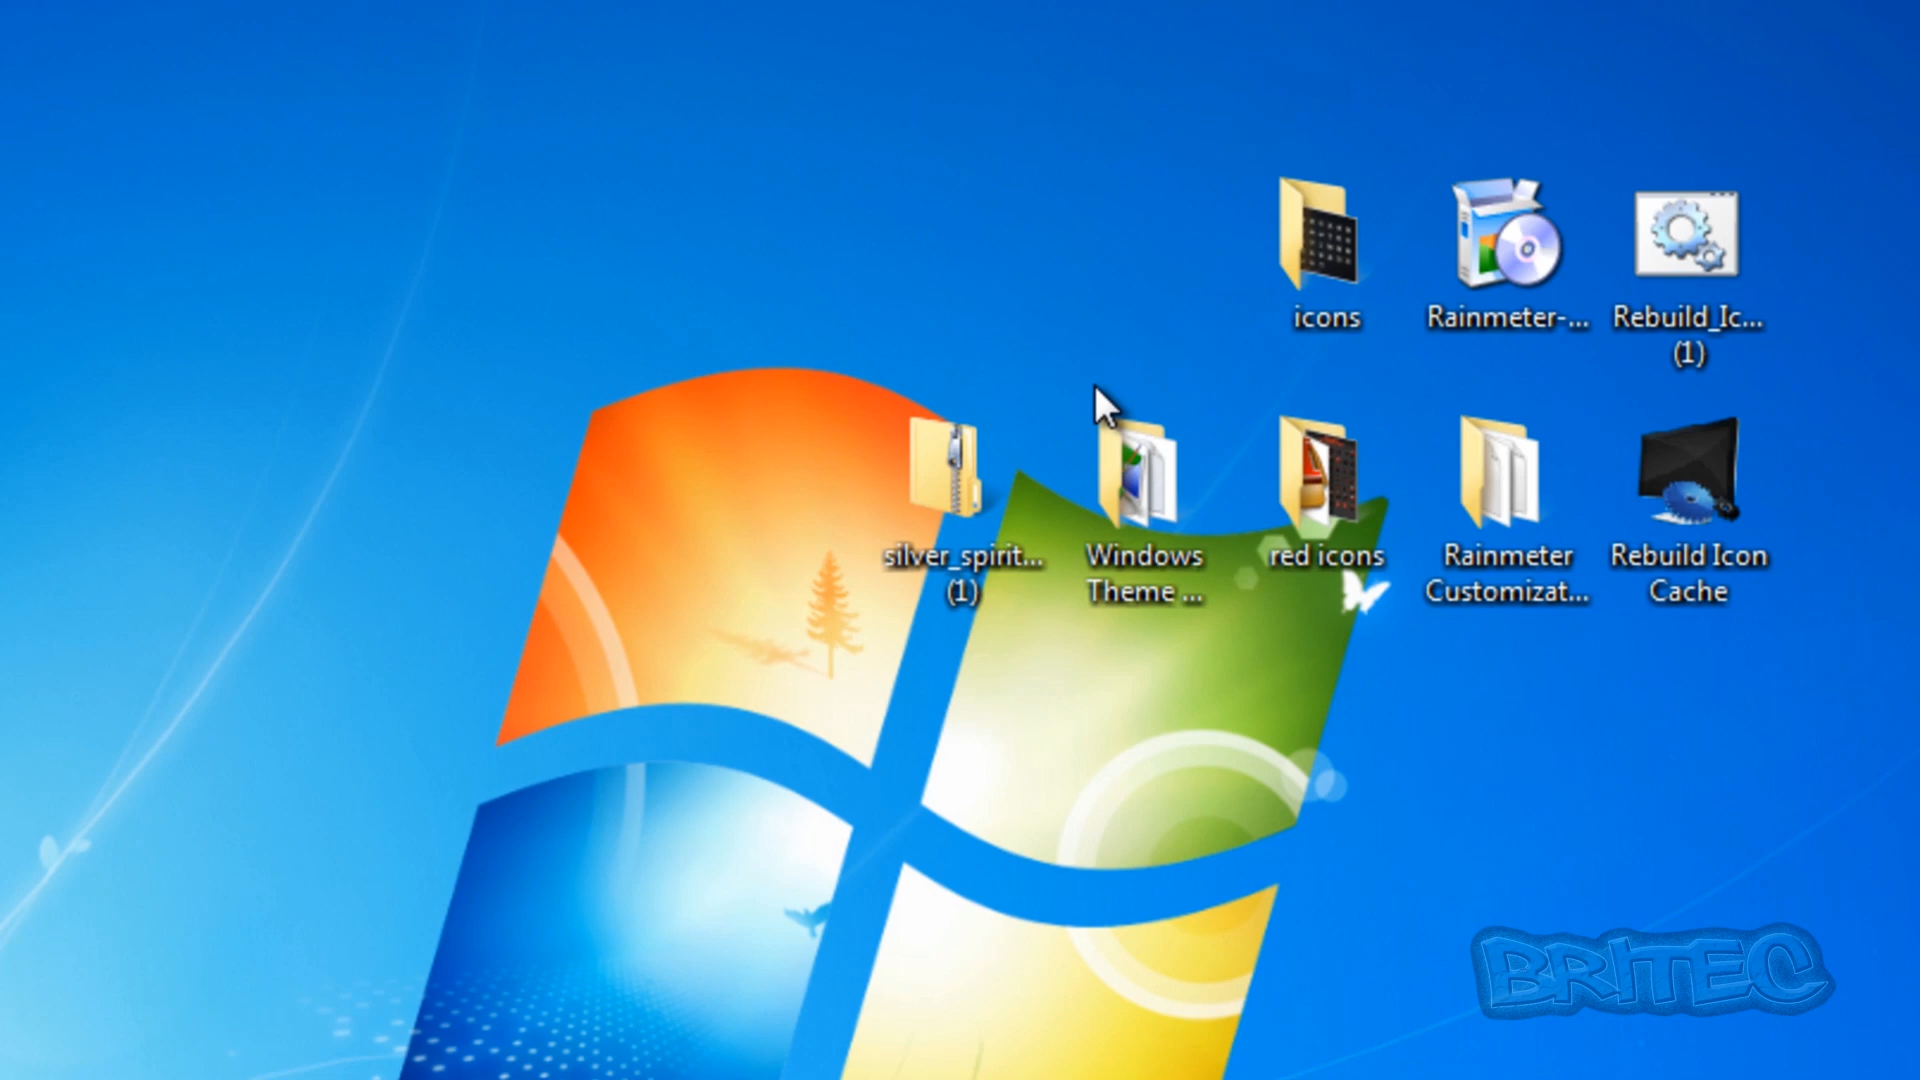 icons
Rainmeter-...
Rebuild_Ic...
(1)
silver_spirit...
(1)
Windows
Theme ...
red icons
Rainmeter
Customizat...
Rebuild Icon
Cache
BRITEC